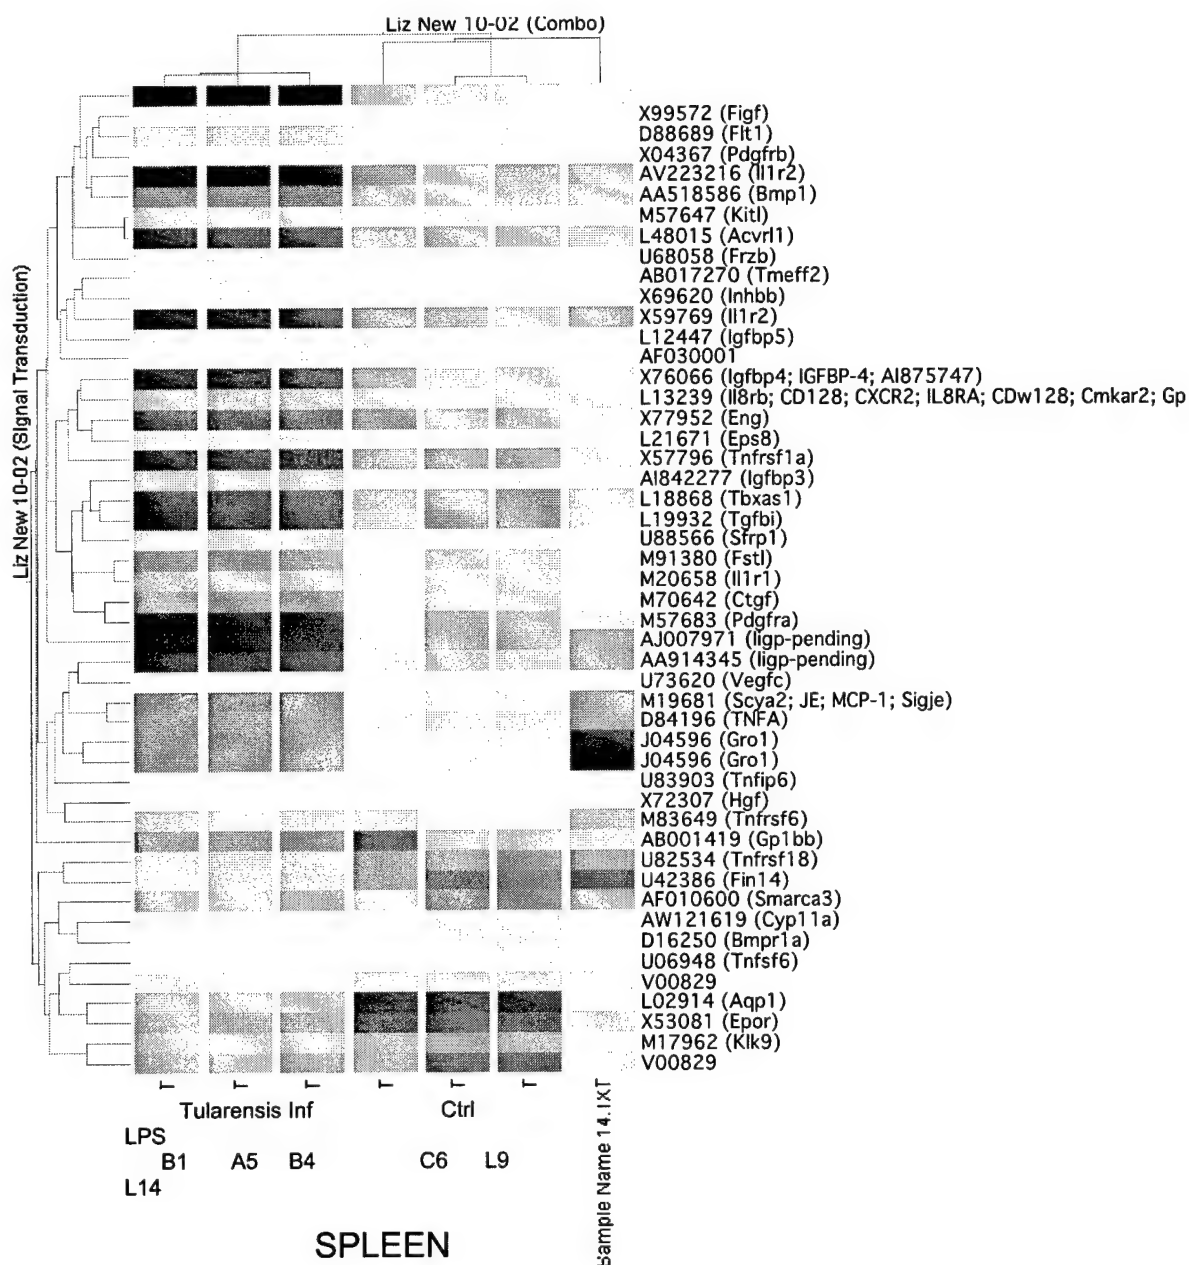 Liz New 10-02 (Combo)
Liz New 10-02 (Signal Transduction)
X99572 (Figf)
D88689 (Flt1)
X04367 (Pdgfrb)
AV223216 (Il1r2)
AA518586 (Bmp1)
M57647 (Kitl)
L48015 (Acvrl1)
U68058 (Frzb)
AB017270 (Tmeff2)
X69620 (Inhbb)
X59769 (Il1r2)
L12447 (Igfbp5)
AF030001
X76066 (Igfbp4; IGFBP-4; AI875747)
L13239 (Il8rb; CD128; CXCR2; IL8RA; CDw128; Cmkar2; Gp
X77952 (Eng)
L21671 (Eps8)
X57796 (Tnfrsf1a)
AI842277 (Igfbp3)
L18868 (Tbxas1)
L19932 (Tgfbi)
U88566 (Sfrp1)
M91380 (Fstl)
M20658 (Il1r1)
M70642 (Ctgf)
M57683 (Pdgfra)
AJ007971 (Iigp-pending)
AA914345 (Iigp-pending)
U73620 (Vegfc)
M19681 (Scya2; JE; MCP-1; Sigje)
D84196 (TNFA)
J04596 (Gro1)
J04596 (Gro1)
U83903 (Tnfip6)
X72307 (Hgf)
M83649 (Tnfrsf6)
AB001419 (Gp1bb)
U82534 (Tnfrsf18)
U42386 (Fin14)
AF010600 (Smarca3)
AW121619 (Cyp11a)
D16250 (Bmpr1a)
U06948 (Tnfsf6)
V00829
L02914 (Aqp1)
X53081 (Epor)
M17962 (Klk9)
V00829
T T T T T T
Sample Name 14.1XT
Tularensis Inf Ctrl
LPS
B1 A5 B4 C6 L9
L14
SPLEEN